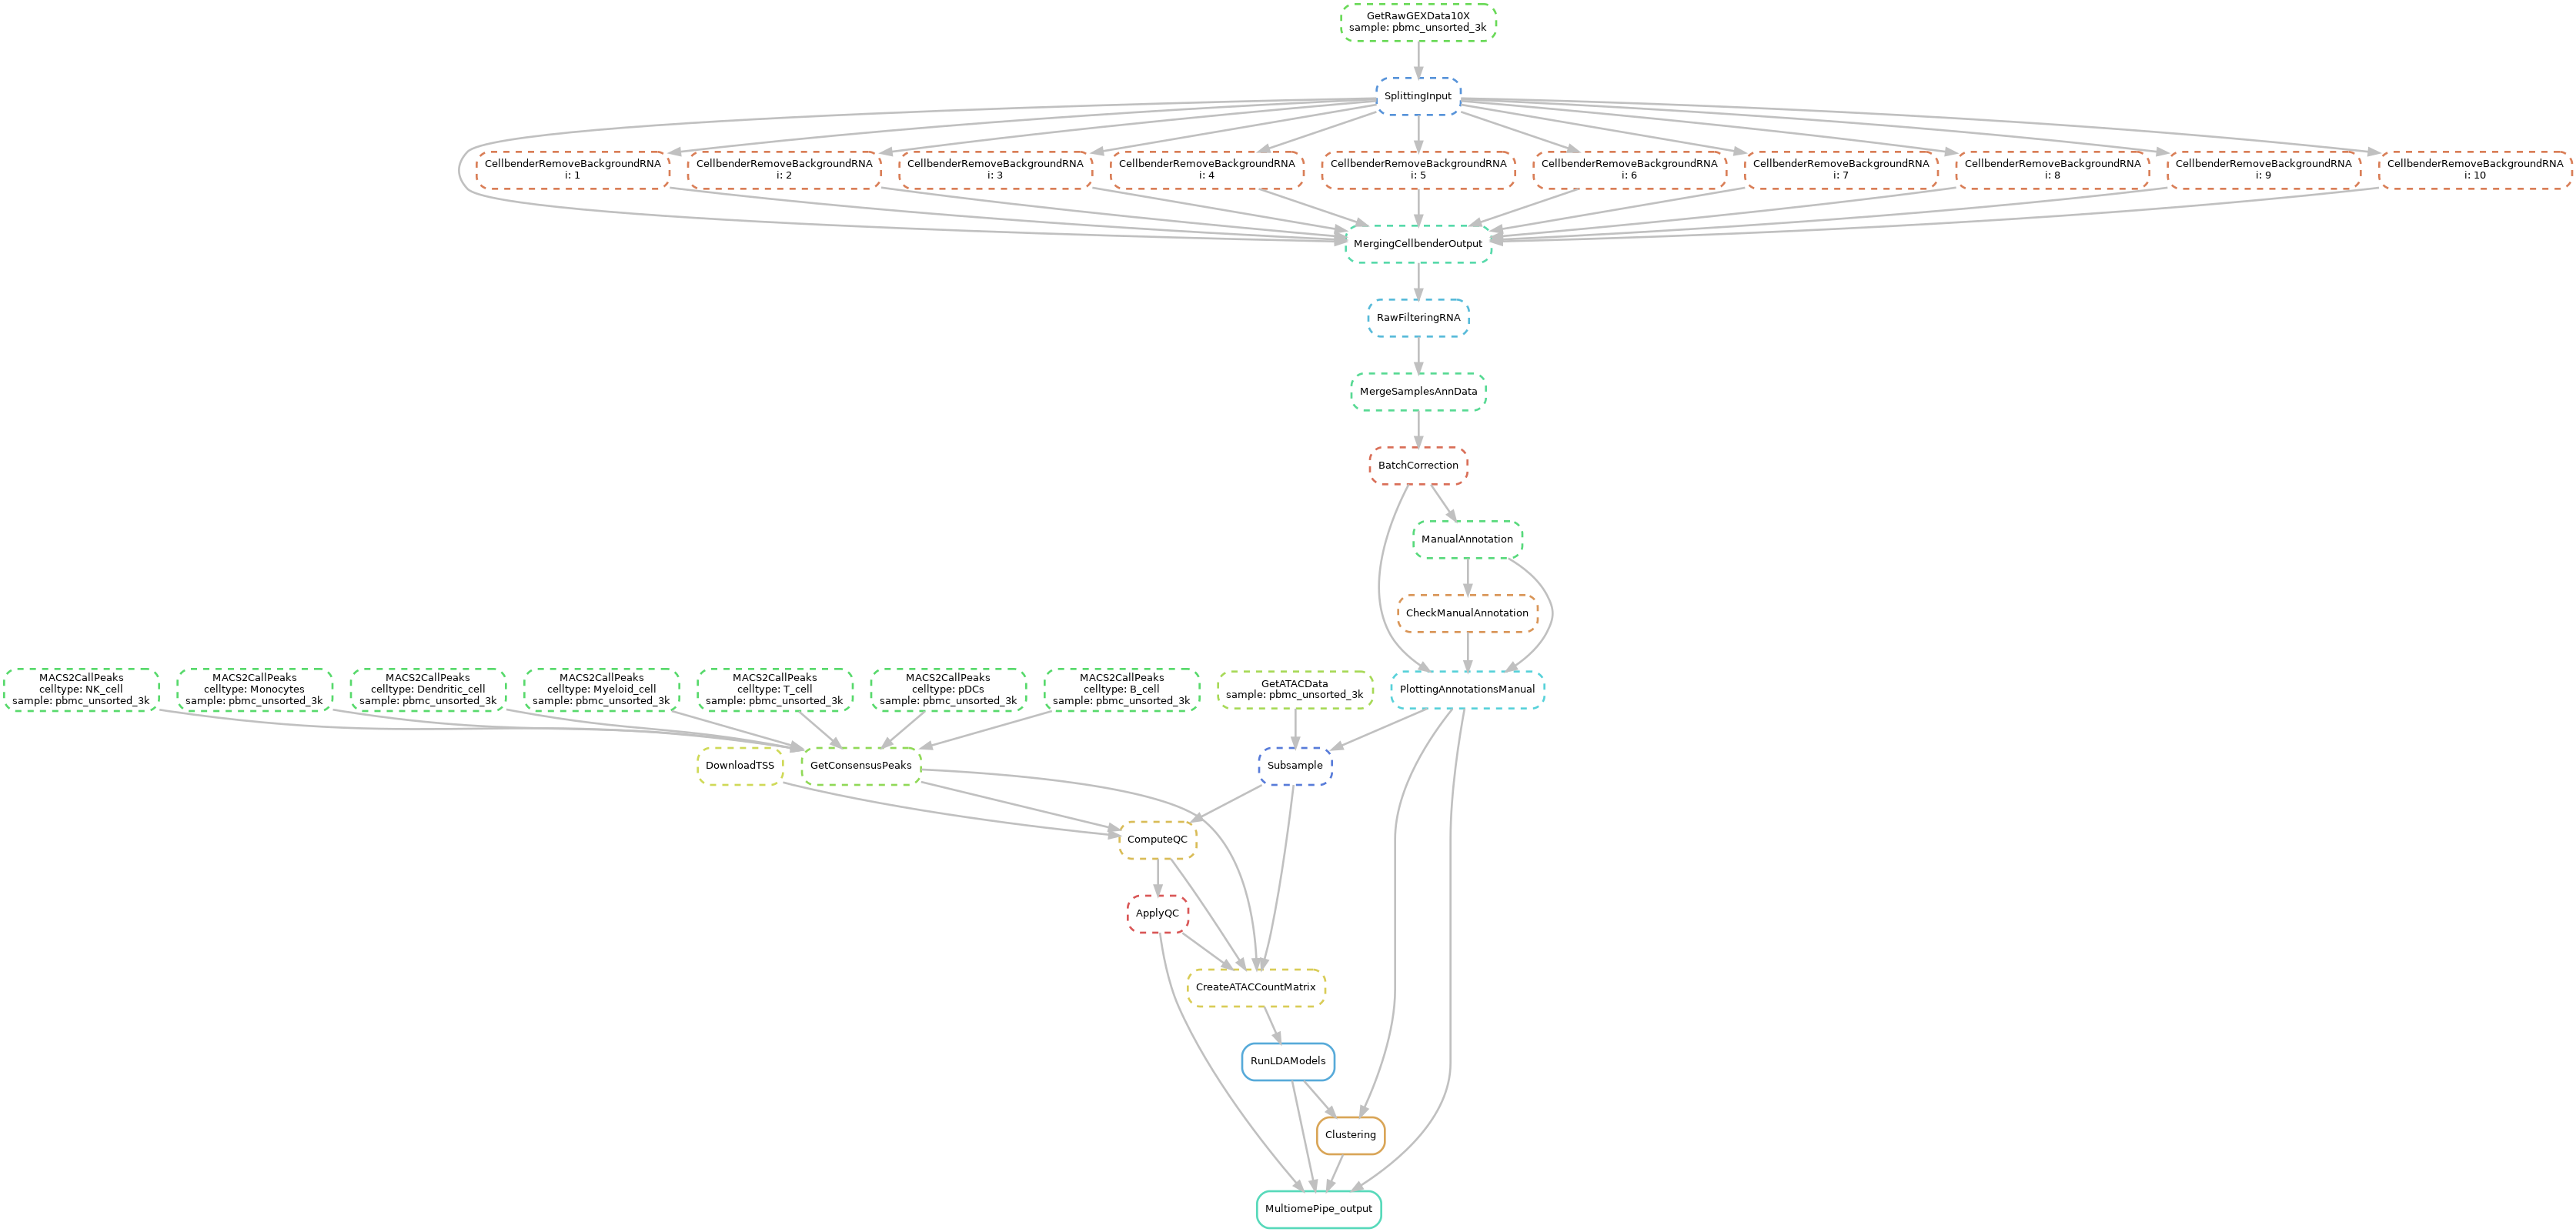 GetRawGEXData10X
sample: pbmc_unsorted_3k
SplittingInput
CellbenderRemoveBackgroundRNA
i: 1
CellbenderRemoveBackgroundRNA
i: 2
CellbenderRemoveBackgroundRNA
i: 3
CellbenderRemoveBackgroundRNA
i: 4
CellbenderRemoveBackgroundRNA
i: 5
CellbenderRemoveBackgroundRNA
i: 6
CellbenderRemoveBackgroundRNA
i: 7
CellbenderRemoveBackgroundRNA
i: 8
CellbenderRemoveBackgroundRNA
i: 9
CellbenderRemoveBackgroundRNA
i: 10
MergingCellbenderOutput
RawFilteringRNA
MergeSamplesAnnData
BatchCorrection
ManualAnnotation
CheckManualAnnotation
MACS2CallPeaks
celltype: NK_cell
sample: pbmc_unsorted_3k
MACS2CallPeaks
celltype: Monocytes
sample: pbmc_unsorted_3k
MACS2CallPeaks
celltype: Dendritic_cell
sample: pbmc_unsorted_3k
MACS2CallPeaks
celltype: Myeloid_cell
sample: pbmc_unsorted_3k
MACS2CallPeaks
celltype: T_cell
sample: pbmc_unsorted_3k
MACS2CallPeaks
celltype: pDCs
sample: pbmc_unsorted_3k
MACS2CallPeaks
celltype: B_cell
sample: pbmc_unsorted_3k
GetATACData
sample: pbmc_unsorted_3k
PlottingAnnotationsManual
DownloadTSS
GetConsensusPeaks
Subsample
ComputeQC
ApplyQC
CreateATACCountMatrix
RunLDAModels
Clustering
MultiomePipe_output